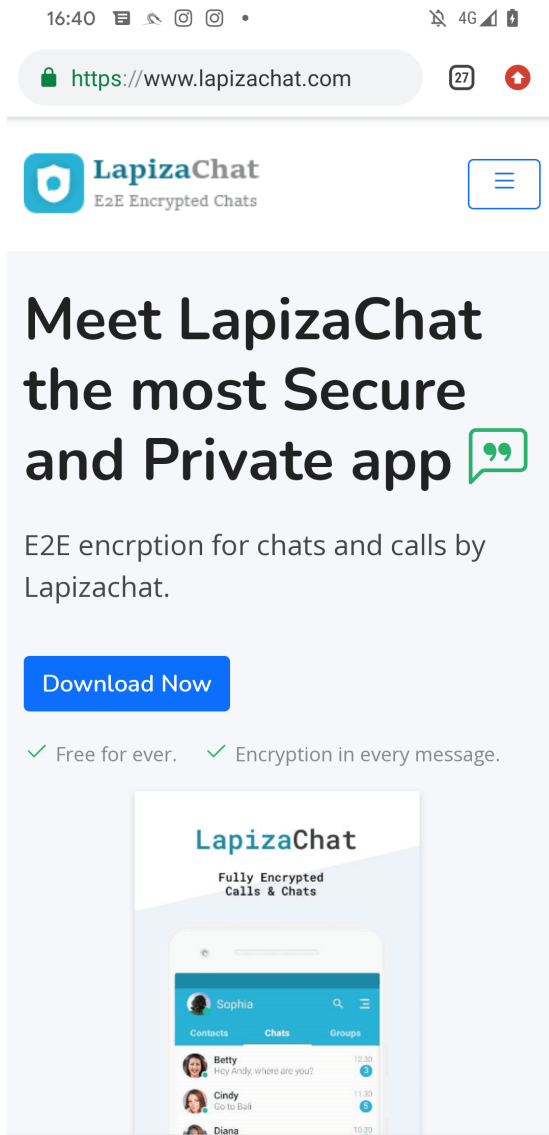 16:40
4G
https://www.lapizachat.com
27
LapizaChat
E2E Encrypted Chats
Meet LapizaChat
the most Secure
and Private app
E2E encrption for chats and calls by
Lapizachat.
Download Now
Free for ever.
Encryption in every message.
LapizaChat
Fully Encrypted
Calls & Chats
Sophia
Contacts Chats Groups
Betty 12.30
Hey Andy, where are you? 3
Cindy 11.30
Go to Bali 5
Diana 10.30